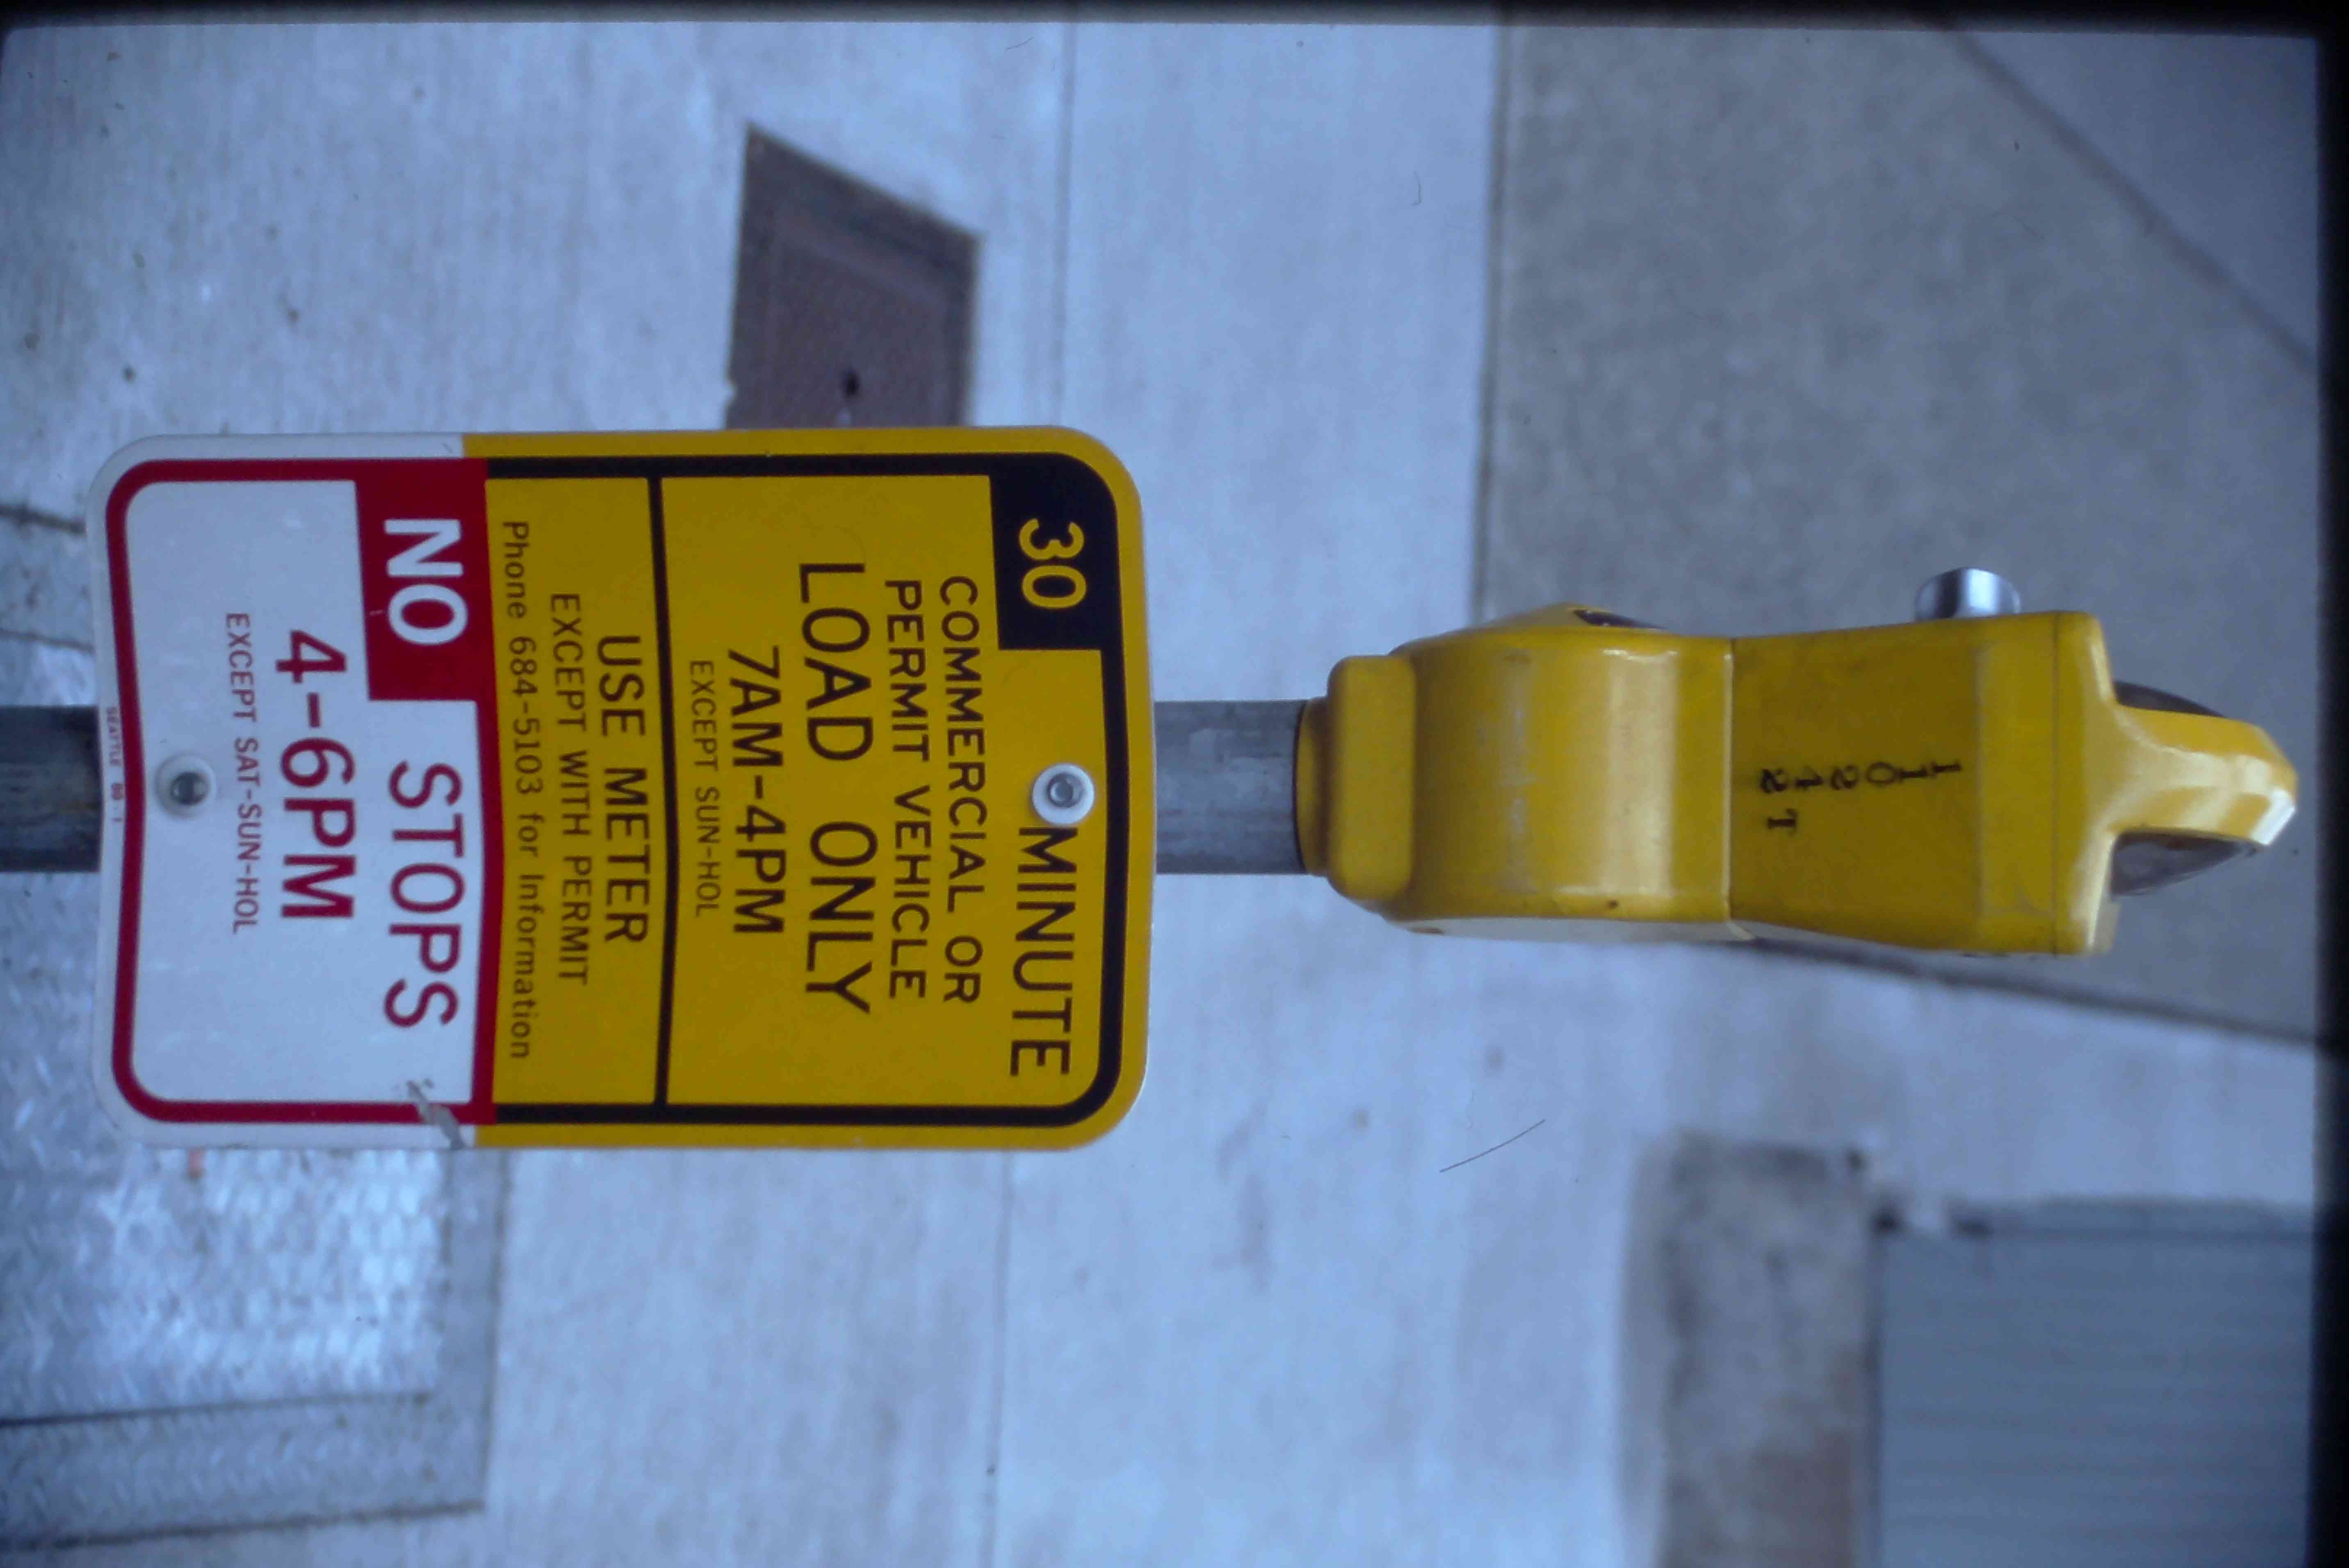 30 MINUTE
COMMERCIAL OR
PERMIT VEHICLE
LOAD ONLY
7AM-4PM
EXCEPT SUN-HOL
USE METER
EXCEPT WITH PERMIT
Phone 684-5103 for Information
NO STOPS
4-6PM
EXCEPT SAT-SUN-HOL
SEATTLE